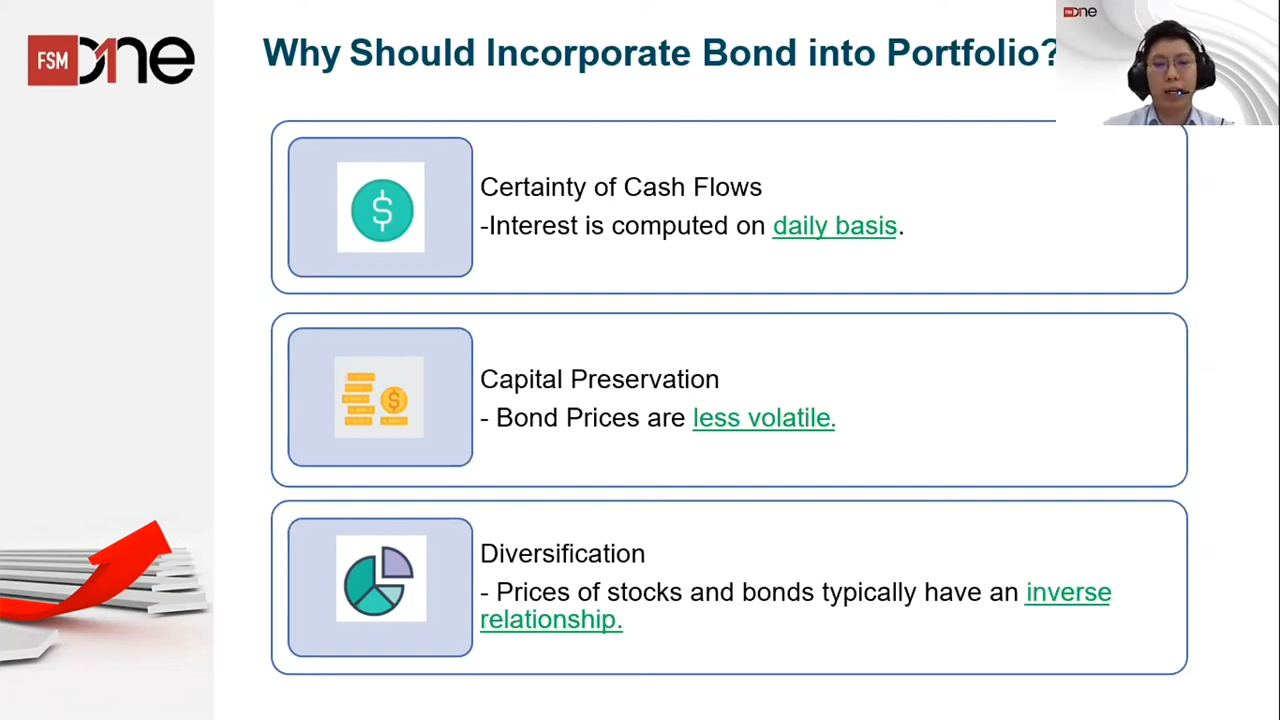 FSM One
Why Should Incorporate Bond into Portfolio?
Certainty of Cash Flows
-Interest is computed on daily basis.
Capital Preservation
- Bond Prices are less volatile.
Diversification
- Prices of stocks and bonds typically have an inverse
relationship.